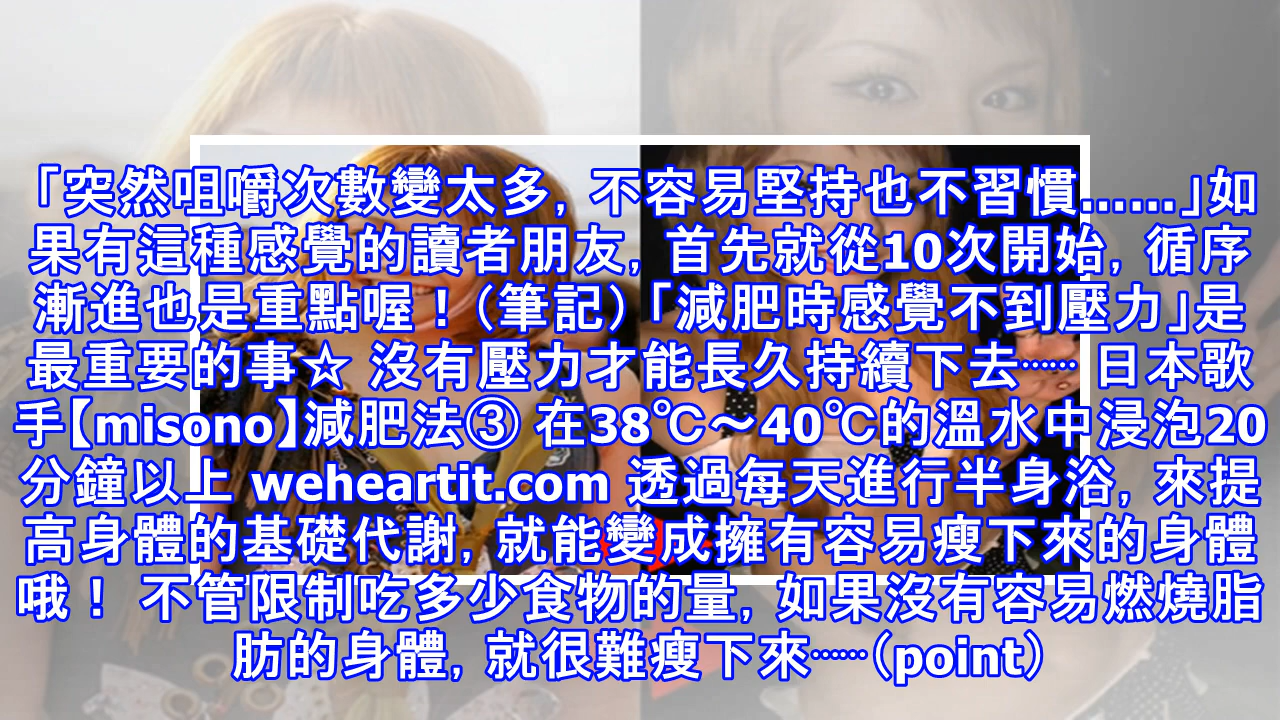 「突然咀嚼次數變太多，不容易堅持也不習慣……」如
果有這種感覺的讀者朋友，首先就從10次開始，循序
漸進也是重點喔！（筆記）「減肥時感覺不到壓力」是
最重要的事☆ 沒有壓力才能長久持續下去…… 日本歌
手【misono】減肥法③ 在38℃～40℃的溫水中浸泡20
分鐘以上 weheartit.com 透過每天進行半身浴，來提
高身體的基礎代謝，就能變成擁有容易瘦下來的身體
哦！ 不管限制吃多少食物的量，如果沒有容易燃燒脂
肪的身體，就很難瘦下來……（point）